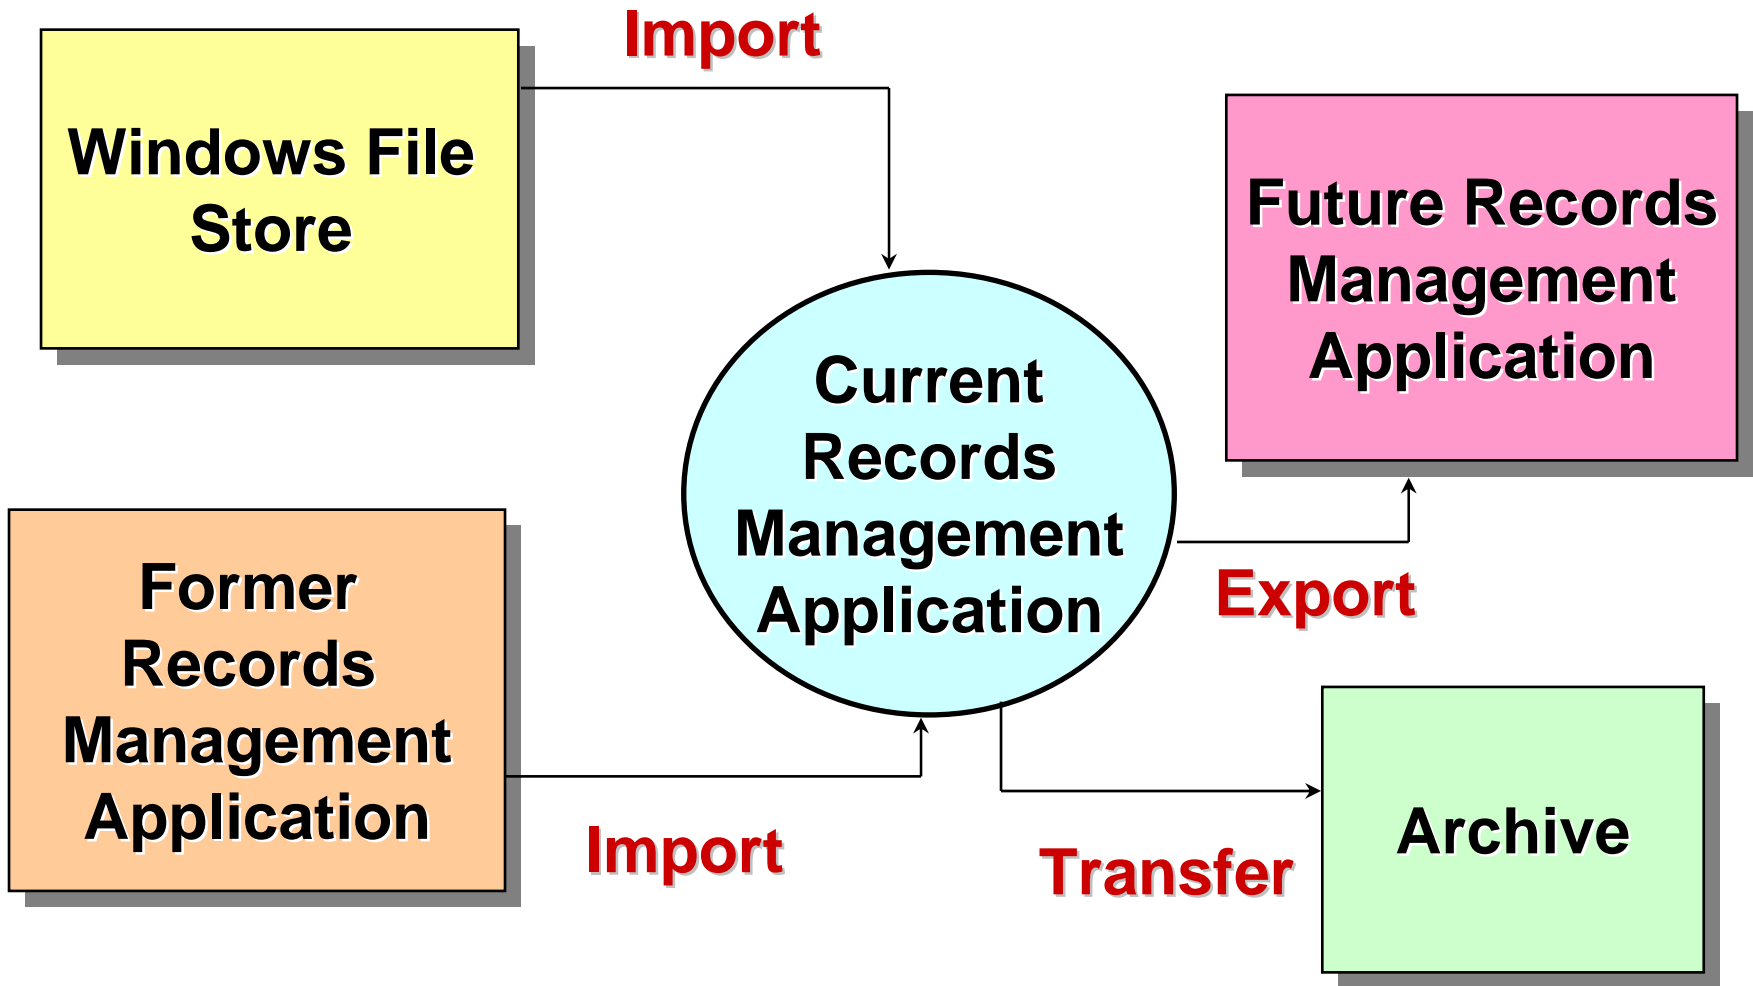 Import
Windows File
Store
Future Records
Management
Application
Current
Records
Management
Application
Export
Former
Records
Management
Application
Import
Transfer
Archive